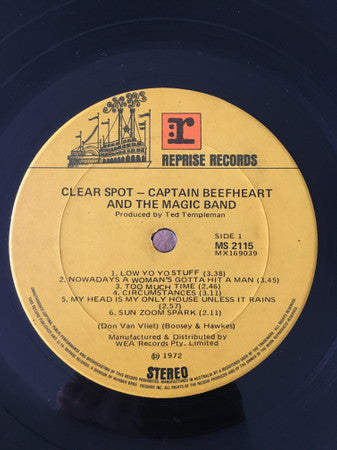 r
REPRISE RECORDS
CLEAR SPOT – CAPTAIN BEEFHEART
AND THE MAGIC BAND
Produced by Ted Templeman
SIDE 1
MS 2115
MX169039
1. LOW YO YO STUFF (3.38)
2. NOWADAYS A WOMAN'S GOTTA HIT A MAN (3.45)
3. TOO MUCH TIME (2.46)
4. CIRCUMSTANCES (3.11)
5. MY HEAD IS MY ONLY HOUSE UNLESS IT RAINS
(2.57)
6. SUN ZOOM SPARK (2.11)
(Don Van Vliet) (Boosey & Hawkes)
Manufactured & Distributed by
WEA Records Pty. Limited
℗ 1972
STEREO